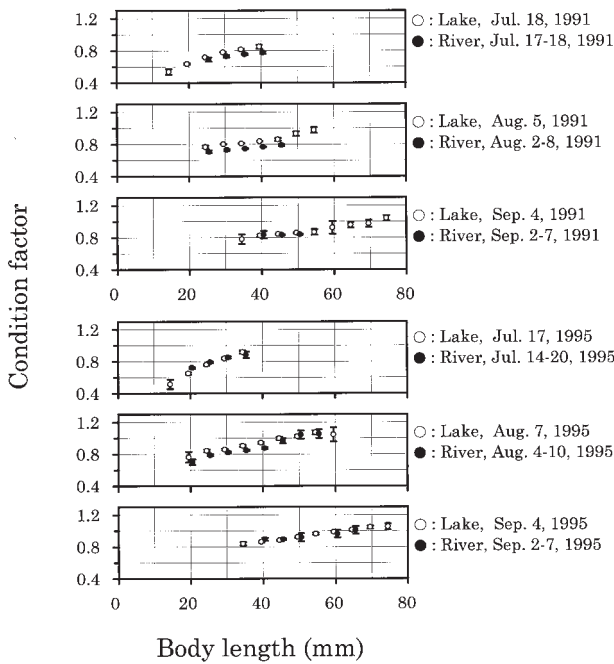 1.2
0.8
0.4
○ : Lake, Jul. 18, 1991
● : River, Jul. 17-18, 1991
1.2
0.8
0.4
○ : Lake, Aug. 5, 1991
● : River, Aug. 2-8, 1991
1.2
0.8
0.4
○ : Lake, Sep. 4, 1991
● : River, Sep. 2-7, 1991
0 20 40 60 80
Condition factor
1.2
0.8
0.4
○ : Lake, Jul. 17, 1995
● : River, Jul. 14-20, 1995
1.2
0.8
0.4
○ : Lake, Aug. 7, 1995
● : River, Aug. 4-10, 1995
1.2
0.8
0.4
○ : Lake, Sep. 4, 1995
● : River, Sep. 2-7, 1995
0 20 40 60 80
Body length (mm)